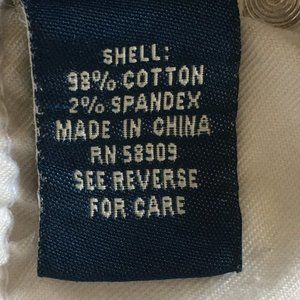 SHELL:
98% COTTON
2% SPANDEX
MADE IN CHINA
RN 58909
SEE REVERSE
FOR CARE